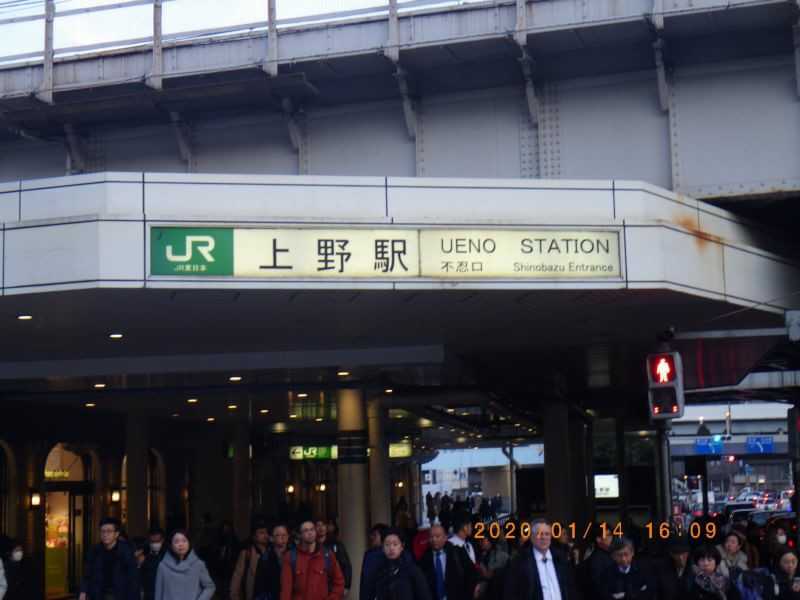 JR
JR東日本
上野駅
UENO STATION
不忍口
Shinobazu Entrance
JR
2020 01/14 16:09